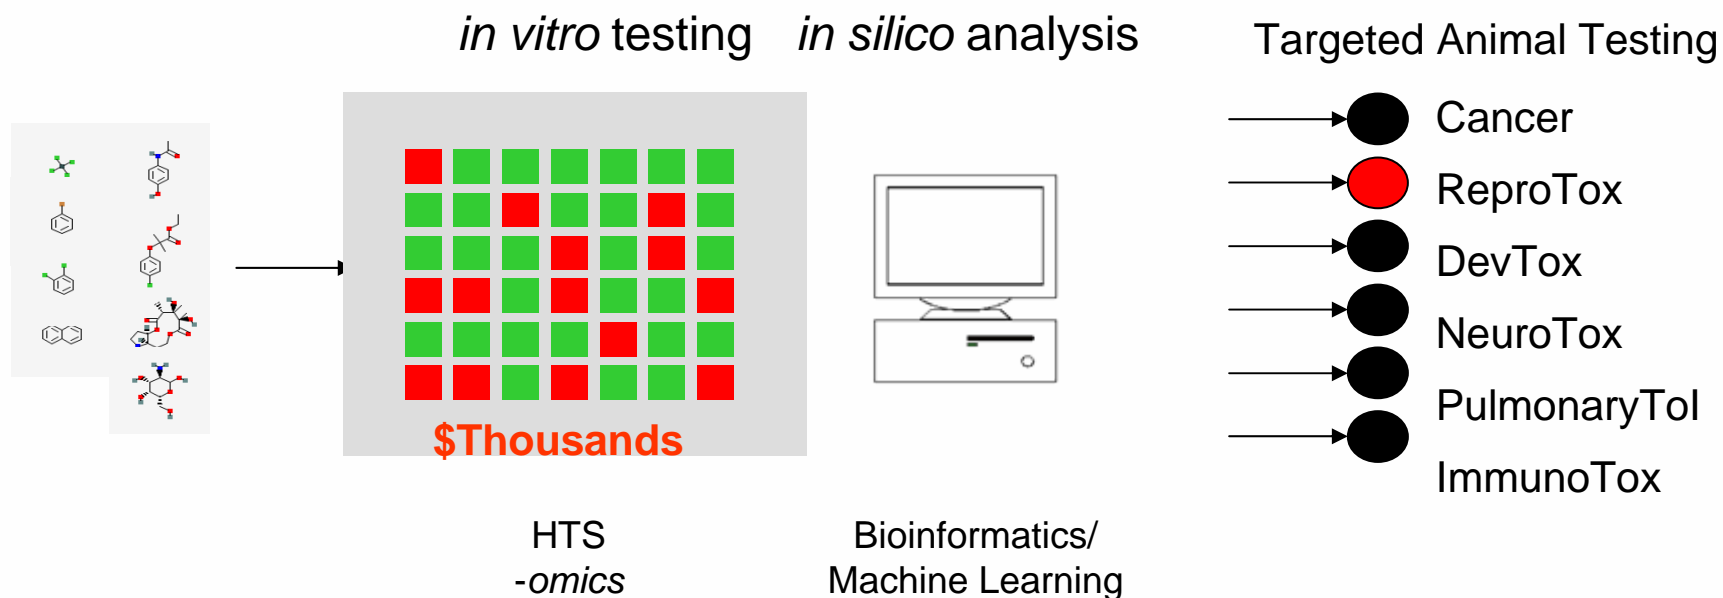 in vitro testing
in silico analysis
Targeted Animal Testing
$Thousands
HTS
-omics
Bioinformatics/
Machine Learning
Cancer
ReproTox
DevTox
NeuroTox
PulmonaryTol
ImmunoTox